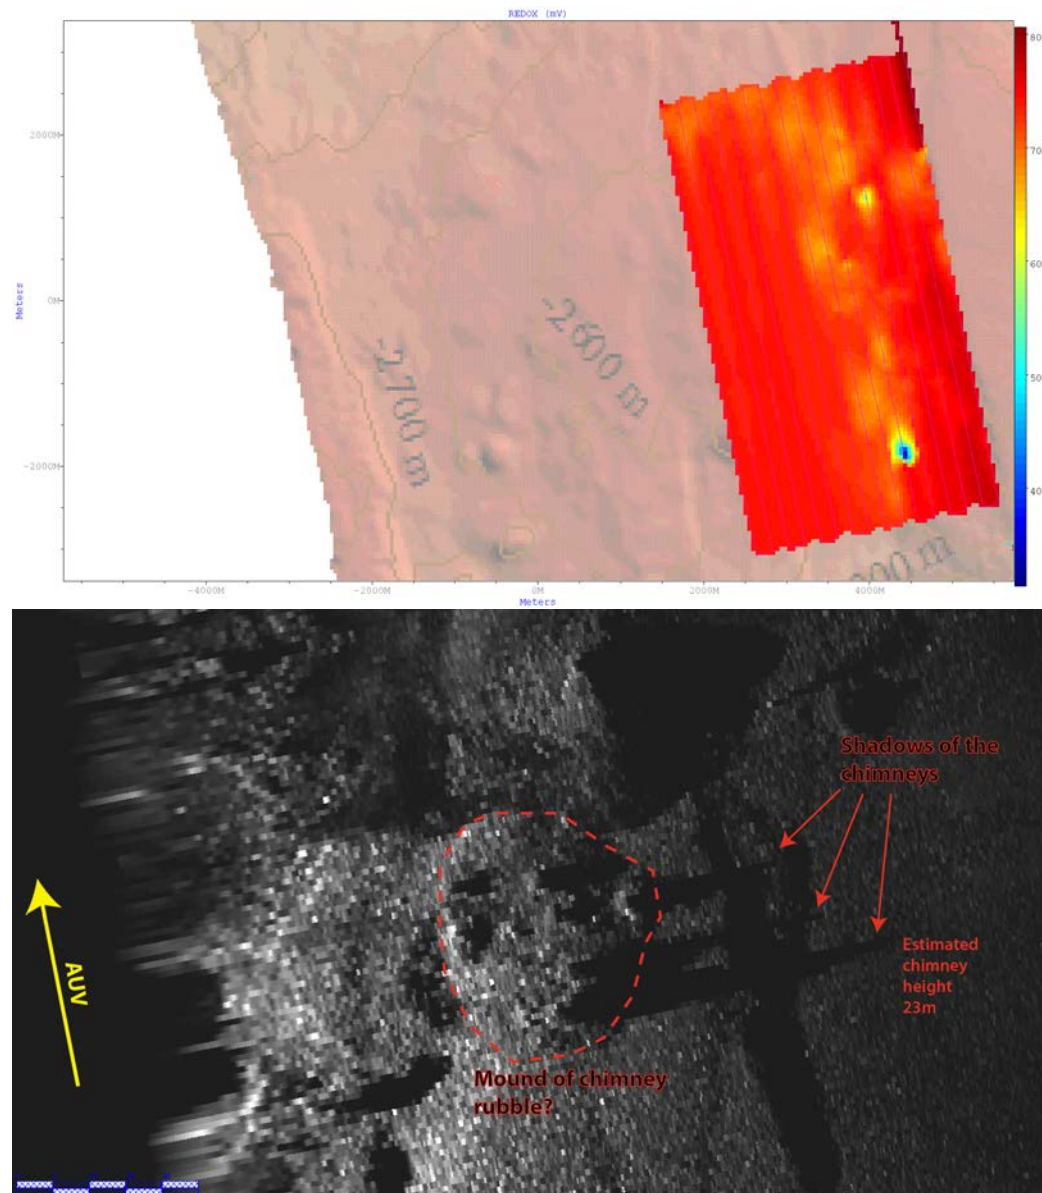 REDOX (mV)
80
2000M
70
Meters
0M
60
-2600 m
-2700 m
-2000M
40
-4000M
-2000M
0M
2000M
4000M
Meters
Shadows of the
chimneys
AUV
Estimated
chimney
height
23m
Mound of chimney
rubble?